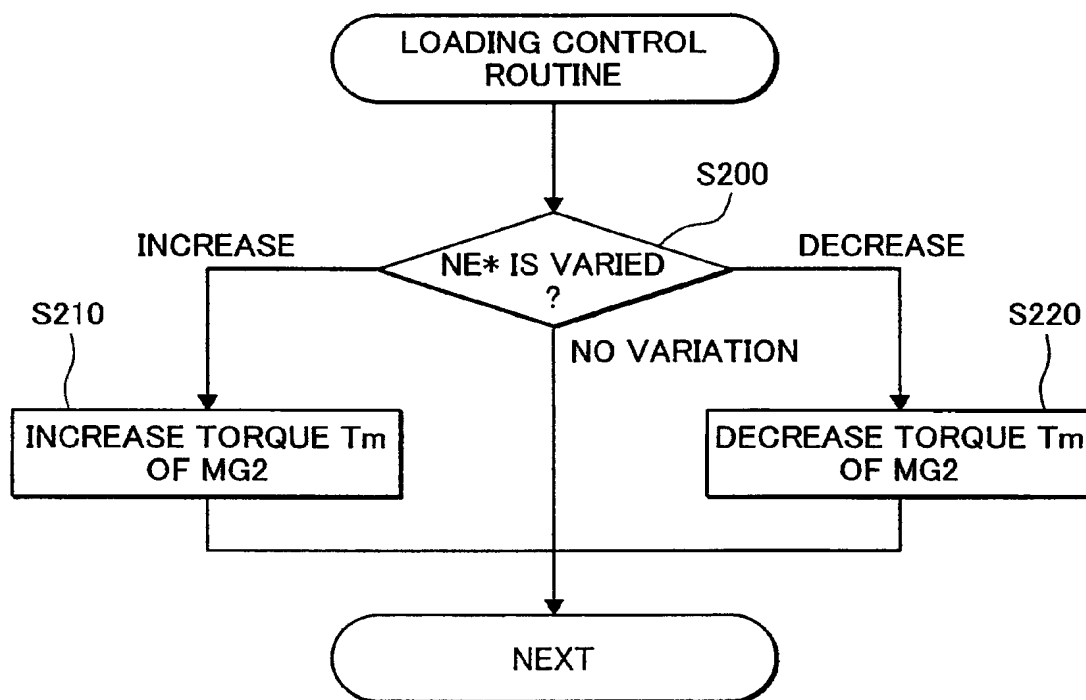 LOADING CONTROL
ROUTINE
S200
INCREASE
DECREASE
NE* IS VARIED
?
NO VARIATION
S210
S220
INCREASE TORQUE Tm
OF MG2
DECREASE TORQUE Tm
OF MG2
NEXT